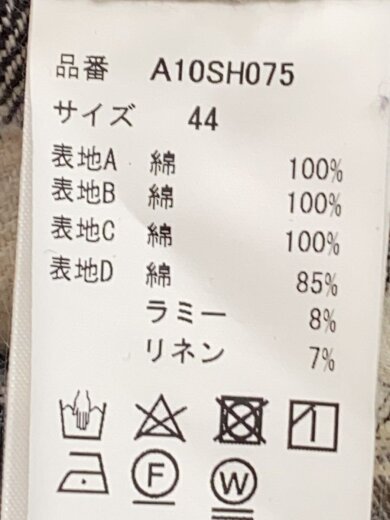 品番 A10SH075
サイズ 44
表地A 綿 100%
表地B 綿 100%
表地C 綿 100%
表地D 綿 85%
ラミー 8%
リネン 7%
F W